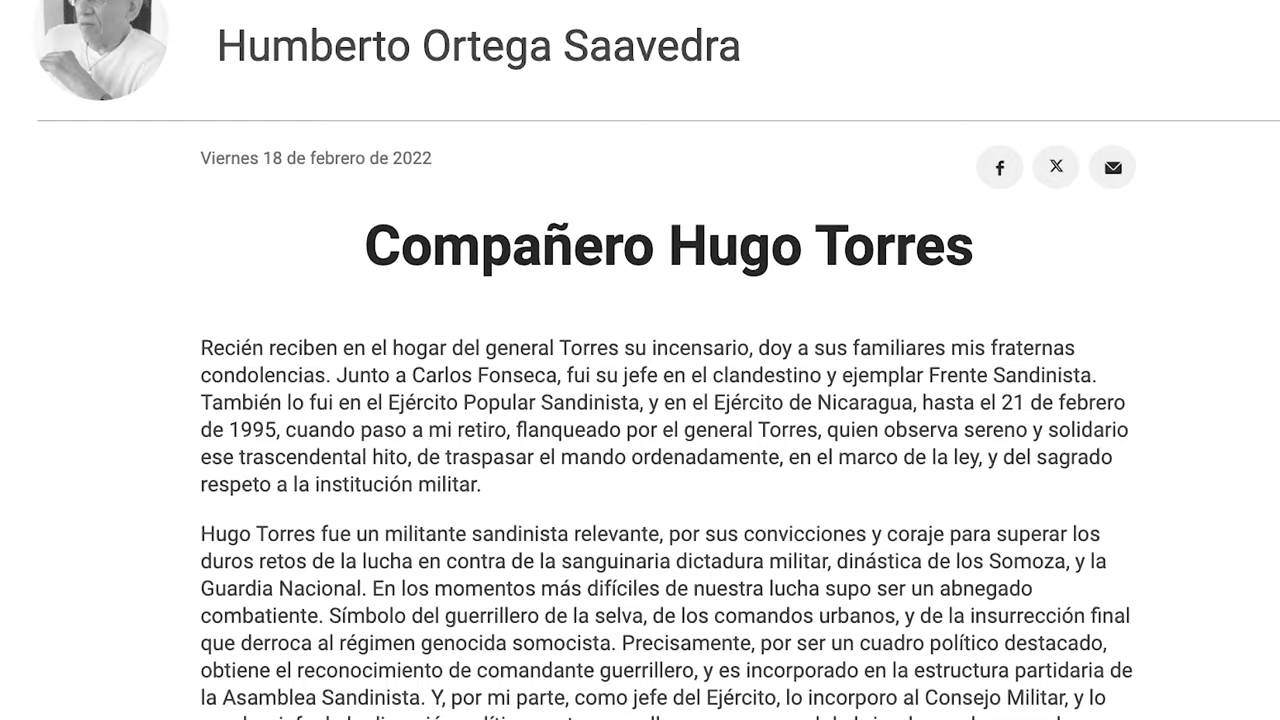 Humberto Ortega Saavedra
Viernes 18 de febrero de 2022
Compañero Hugo Torres
Recién reciben en el hogar del general Torres su incensario, doy a sus familiares mis fraternas
condolencias. Junto a Carlos Fonseca, fui su jefe en el clandestino y ejemplar Frente Sandinista.
También lo fui en el Ejército Popular Sandinista, y en el Ejército de Nicaragua, hasta el 21 de febrero
de 1995, cuando paso a mi retiro, flanqueado por el general Torres, quien observa sereno y solidario
ese trascendental hito, de traspasar el mando ordenadamente, en el marco de la ley, y del sagrado
respeto a la institución militar.
Hugo Torres fue un militante sandinista relevante, por sus convicciones y coraje para superar los
duros retos de la lucha en contra de la sanguinaria dictadura militar, dinástica de los Somoza, y la
Guardia Nacional. En los momentos más difíciles de nuestra lucha supo ser un abnegado
combatiente. Símbolo del guerrillero de la selva, de los comandos urbanos, y de la insurrección final
que derroca al régimen genocida somocista. Precisamente, por ser un cuadro político destacado,
obtiene el reconocimiento de comandante guerrillero, y es incorporado en la estructura partidaria de
la Asamblea Sandinista. Y, por mi parte, como jefe del Ejército, lo incorporo al Consejo Militar, y lo